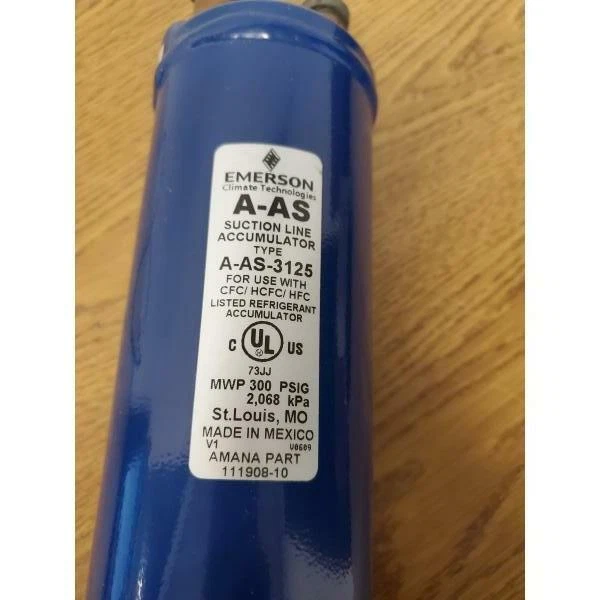 EMERSON
Climate Technologies
A-AS
SUCTION LINE
ACCUMULATOR
TYPE
A-AS-3125
FOR USE WITH
CFC/ HCFC/ HFC
LISTED REFRIGERANT
ACCUMULATOR
C UL US
73JJ
MWP 300 PSIG
2,068 kPa
St.Louis, MO
MADE IN MEXICO
V1 V0609
AMANA PART
111908-10